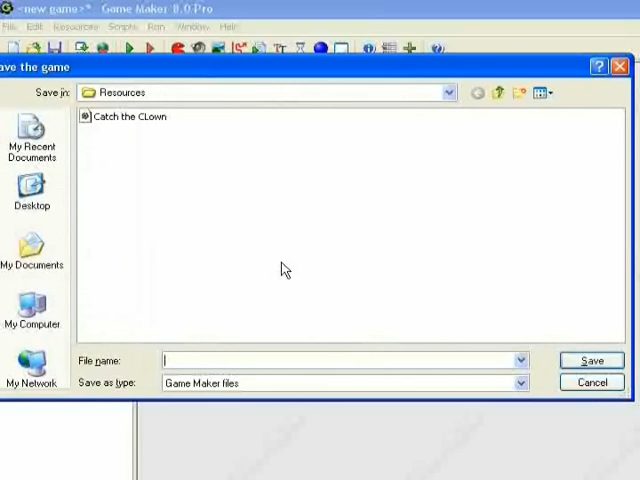 <new game>* Game Maker 8.0 Pro
File Edit Resources Scripts Run Window Help
ave the game
Save in: Resources
Catch the CLown
My Recent
Documents
Desktop
My Documents
My Computer
My Network
File name:
Save
Save as type: Game Maker files
Cancel